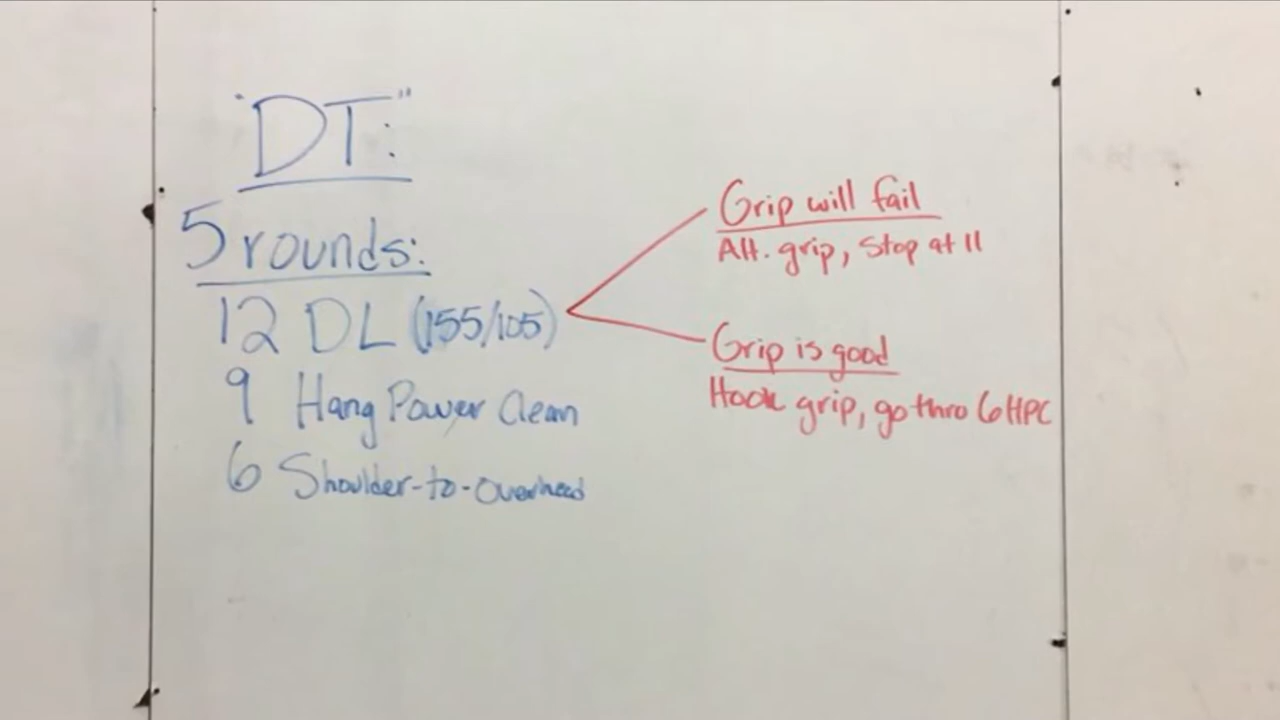 "DT:"
5 rounds:
12 DL (155/105)
9 Hang Power Clean
6 Shoulder-to-overhead
Grip will fail
Alt. grip, Stop at 11
Grip is good
Hook grip, go thro 6 HPC